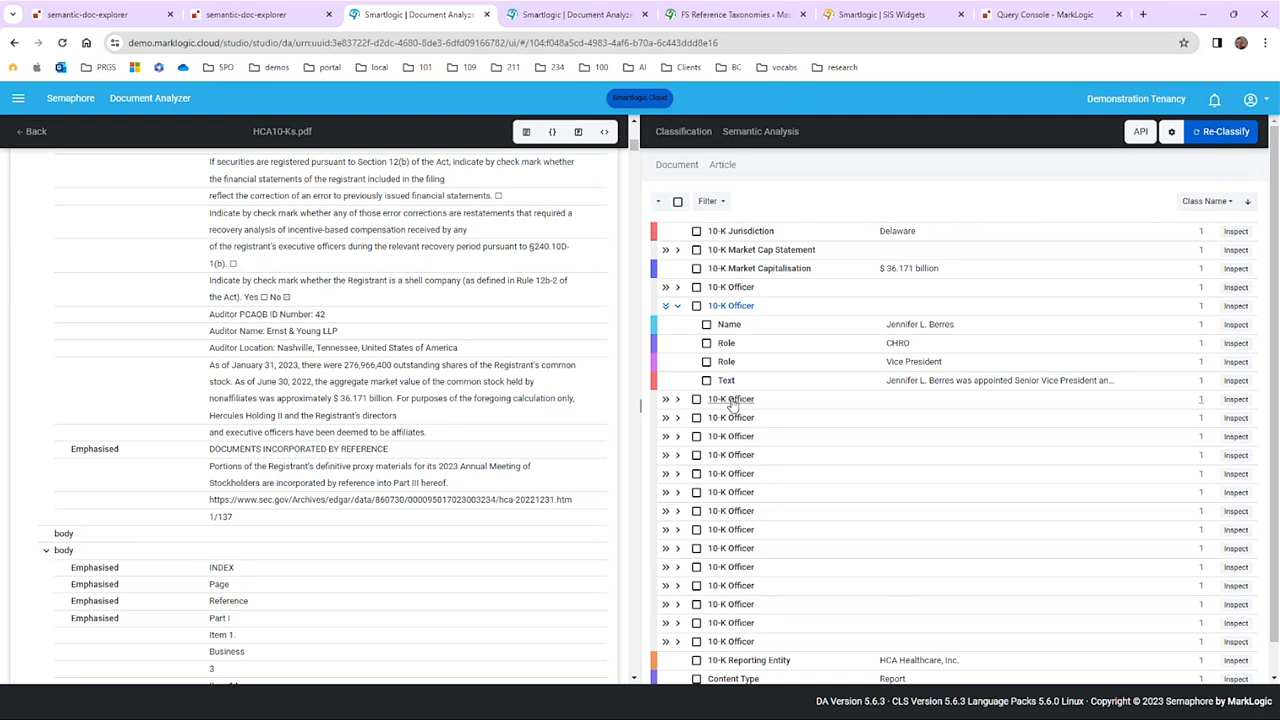 semantic-doc-explorer
semantic-doc-explorer
Smartlogic | Document Analyze
Smartlogic | Document Analyze
FS Reference Taxonomies › Ma
Smartlogic | SIS Widgets
Query Console - MarkLogic
demo.marklogic.cloud/studio/studio/da/urn:uuid:3e83722f-d2dc-4680-8de3-6dfd09166782/ui/#/104:f048a5cd-4983-4af6-b70a-6c443ddd8e16
PRGS
SPO
demos
portal
local
101
109
211
234
100
AI
Clients
BC
vocabs
research
Semaphore
Document Analyzer
Smartlogic Cloud
Demonstration Tenancy
← Back
HCA10-Ks.pdf
If securities are registered pursuant to Section 12(b) of the Act, indicate by check mark whether
the financial statements of the registrant included in the filing
reflect the correction of an error to previously issued financial statements. ☐
Indicate by check mark whether any of those error corrections are restatements that required a
recovery analysis of incentive-based compensation received by any
of the registrant's executive officers during the relevant recovery period pursuant to §240.10D-
1(b). ☐
Indicate by check mark whether the Registrant is a shell company (as defined in Rule 12b-2 of
the Act). Yes ☐ No ☒
Auditor PCAOB ID Number: 42
Auditor Name: Ernst & Young LLP
Auditor Location: Nashville, Tennessee, United States of America
As of January 31, 2023, there were 276,966,400 outstanding shares of the Registrant's common
stock. As of June 30, 2022, the aggregate market value of the common stock held by
nonaffiliates was approximately $ 36.171 billion. For purposes of the foregoing calculation only,
Hercules Holding II and the Registrant's directors
and executive officers have been deemed to be affiliates.
Emphasised DOCUMENTS INCORPORATED BY REFERENCE
Portions of the Registrant's definitive proxy materials for its 2023 Annual Meeting of
Stockholders are incorporated by reference into Part III hereof.
https://www.sec.gov/Archives/edgar/data/860730/000095017023003234/hca-20221231.htm
1/137
body
body
Emphasised INDEX
Emphasised Page
Emphasised Reference
Emphasised Part I
Item 1.
Business
3
Classification
Semantic Analysis
API
Re-Classify
Document
Article
Filter
Class Name
10-K Jurisdiction Delaware 1 Inspect
10-K Market Cap Statement 1 Inspect
10-K Market Capitalisation $ 36.171 billion 1 Inspect
10-K Officer 1 Inspect
10-K Officer 1 Inspect
Name Jennifer L. Berres 1 Inspect
Role CHRO 1 Inspect
Role Vice President 1 Inspect
Text Jennifer L. Berres was appointed Senior Vice President an... 1 Inspect
10-K Officer 1 Inspect
10-K Officer 1 Inspect
10-K Officer 1 Inspect
10-K Officer 1 Inspect
10-K Officer 1 Inspect
10-K Officer 1 Inspect
10-K Officer 1 Inspect
10-K Officer 1 Inspect
10-K Officer 1 Inspect
10-K Officer 1 Inspect
10-K Officer 1 Inspect
10-K Officer 1 Inspect
10-K Officer 1 Inspect
10-K Officer 1 Inspect
10-K Reporting Entity HCA Healthcare, Inc. 1 Inspect
Content Type Report 1 Inspect
DA Version 5.6.3 - CLS Version 5.6.3 Language Packs 5.6.0 Linux - Copyright © 2023 Semaphore by MarkLogic